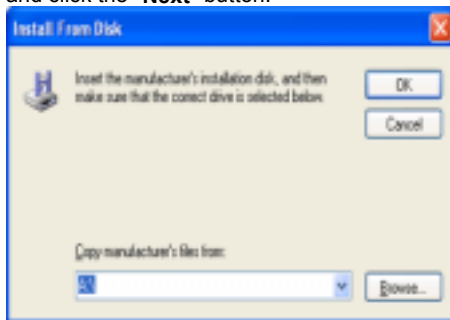 and click the "Next" button.
Install From Disk
Insert the manufacturer's installation disk, and then
make sure that the correct drive is selected below.
OK
Cancel
Copy manufacturer's files from:
A:\
Browse...